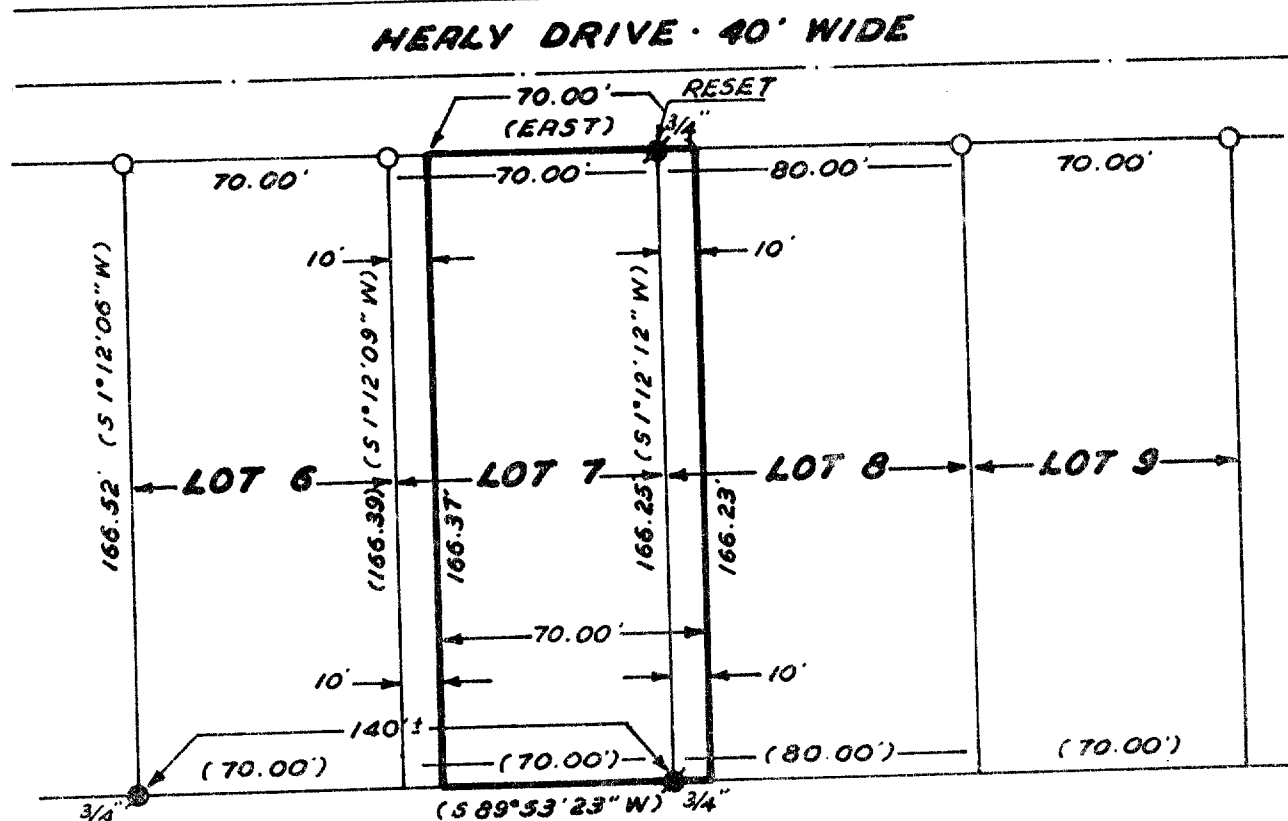 HEALY DRIVE · 40' WIDE
70.00'
(EAST)
RESET
3/4"
70.00'
70.00'
80.00'
70.00'
10'
10'
166.52' (S 1°12'06" W)
(166.39) (S 1°12'09" W)
166.37'
166.25' (S 1°12'12" W)
166.23'
LOT 6
LOT 7
LOT 8
LOT 9
70.00'
10'
10'
140'±
(70.00')
(70.00')
(80.00')
(70.00')
3/4"
(S 89°53'23" W)
3/4"